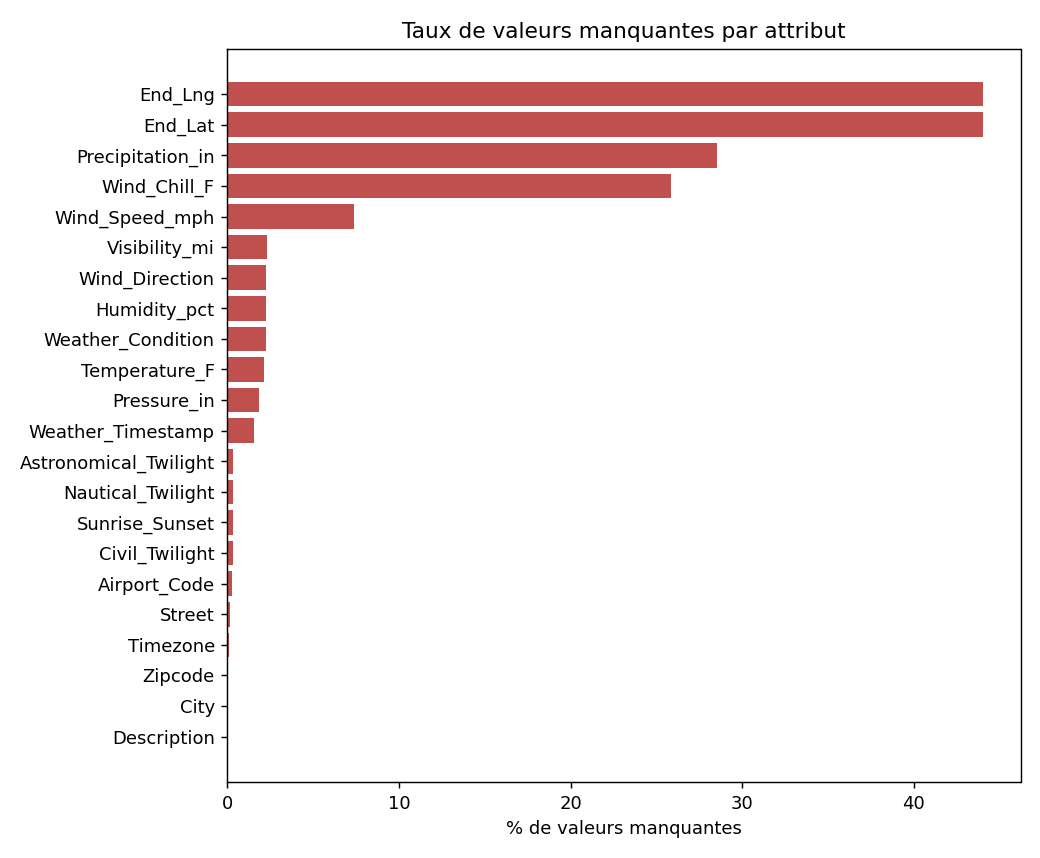 Taux de valeurs manquantes par attribut
End_Lng
End_Lat
Precipitation_in
Wind_Chill_F
Wind_Speed_mph
Visibility_mi
Wind_Direction
Humidity_pct
Weather_Condition
Temperature_F
Pressure_in
Weather_Timestamp
Astronomical_Twilight
Nautical_Twilight
Sunrise_Sunset
Civil_Twilight
Airport_Code
Street
Timezone
Zipcode
City
Description
0 10 20 30 40
% de valeurs manquantes